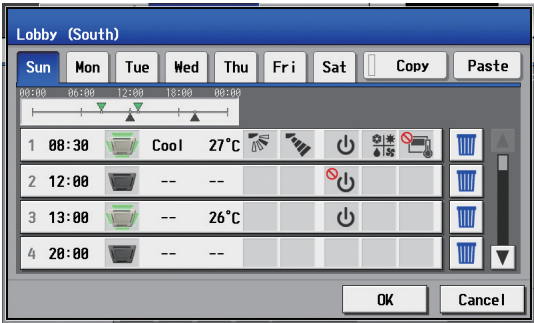 Lobby (South)
Sun Mon Tue Wed Thu Fri Sat Copy Paste
00:00 06:00 12:00 18:00 00:00
1 08:30 Cool 27°C
2 12:00 -- --
3 13:00 -- 26°C
4 20:00 -- --
OK Cancel